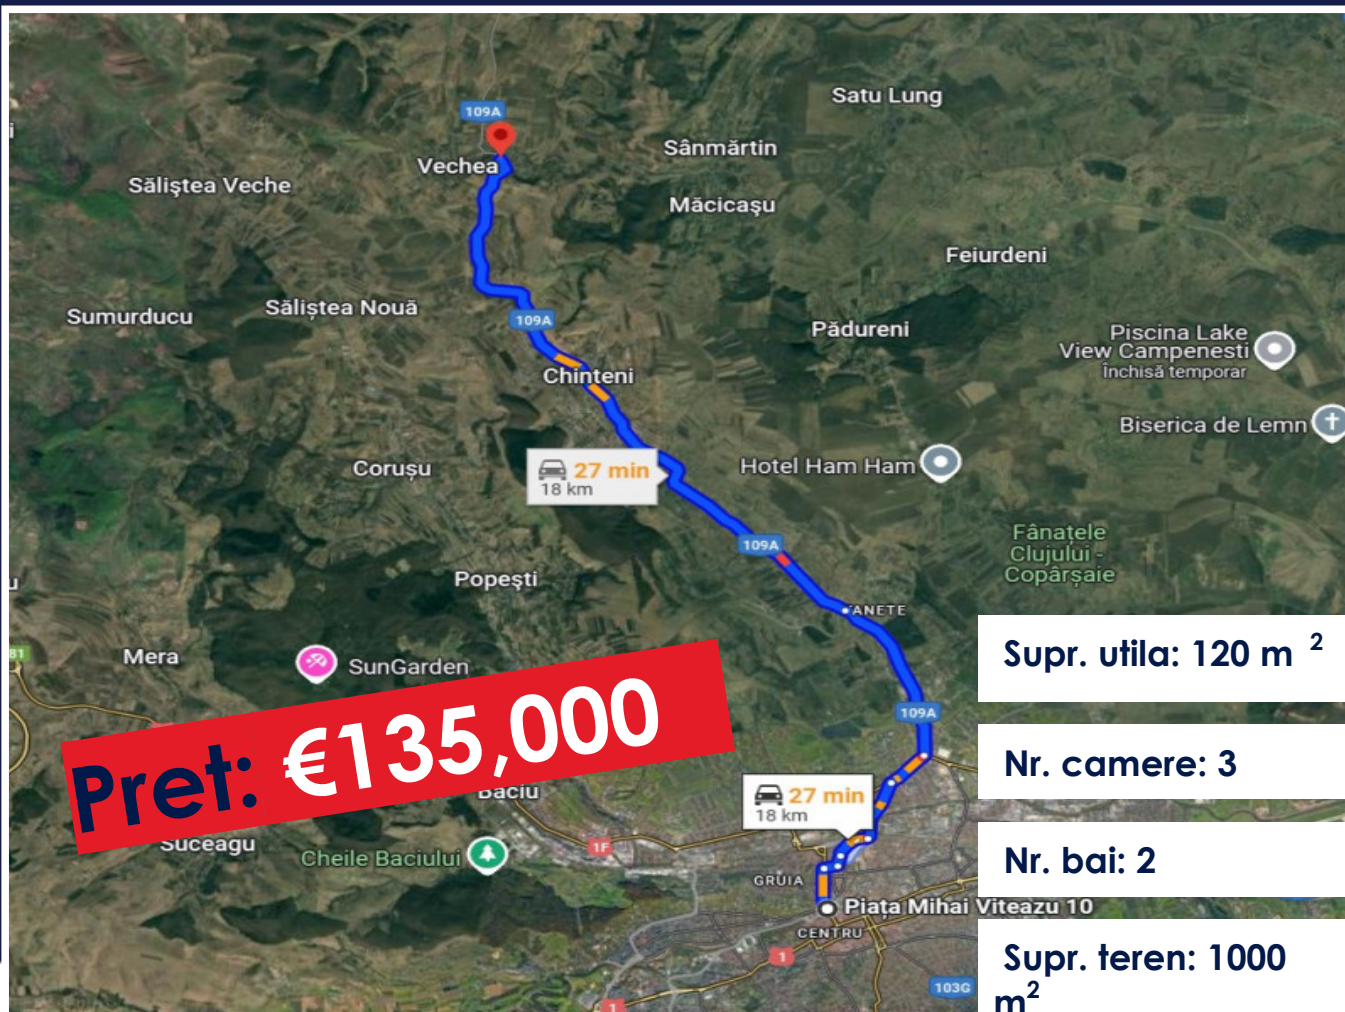 Satu Lung
109A
Sânmărtin
Vechea
Săliștea Veche
Măcicașu
Feiurdeni
Săliștea Nouă
Sumurducu
109A
Pădureni
Piscina Lake
View Campenesti
Închisă temporar
Chinteni
Biserica de Lemn
Corușu
27 min
18 km
Hotel Ham Ham
Fânațele
Clujului -
Copârșaie
109A
Popești
ANETE
81
Mera
SunGarden
Supr. utila: 120 m 2
109A
Pret: €135,000
Nr. camere: 3
Baciu
27 min
18 km
Suceagu
Cheile Baciului
1F
Nr. bai: 2
GRUIA
Piața Mihai Viteazu 10
CENTRU
1
Supr. teren: 1000
m2
103G
1